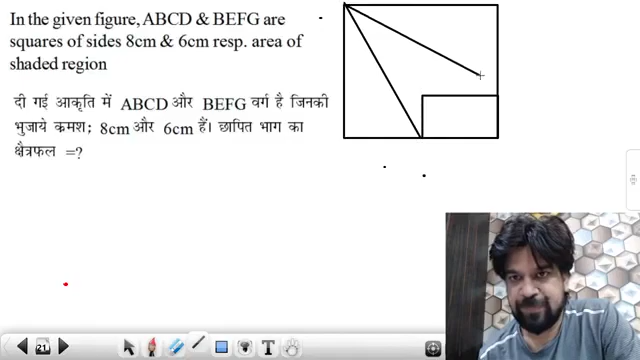 In the given figure, ABCD & BEFG are
squares of sides 8cm & 6cm resp. area of
shaded region
दी गई आकृति में ABCD और BEFG वर्ग है जिनकी
भुजाये क्रमश; 8cm और 6cm हैं। छापित भाग का
क्षैत्रफल =?
21
T